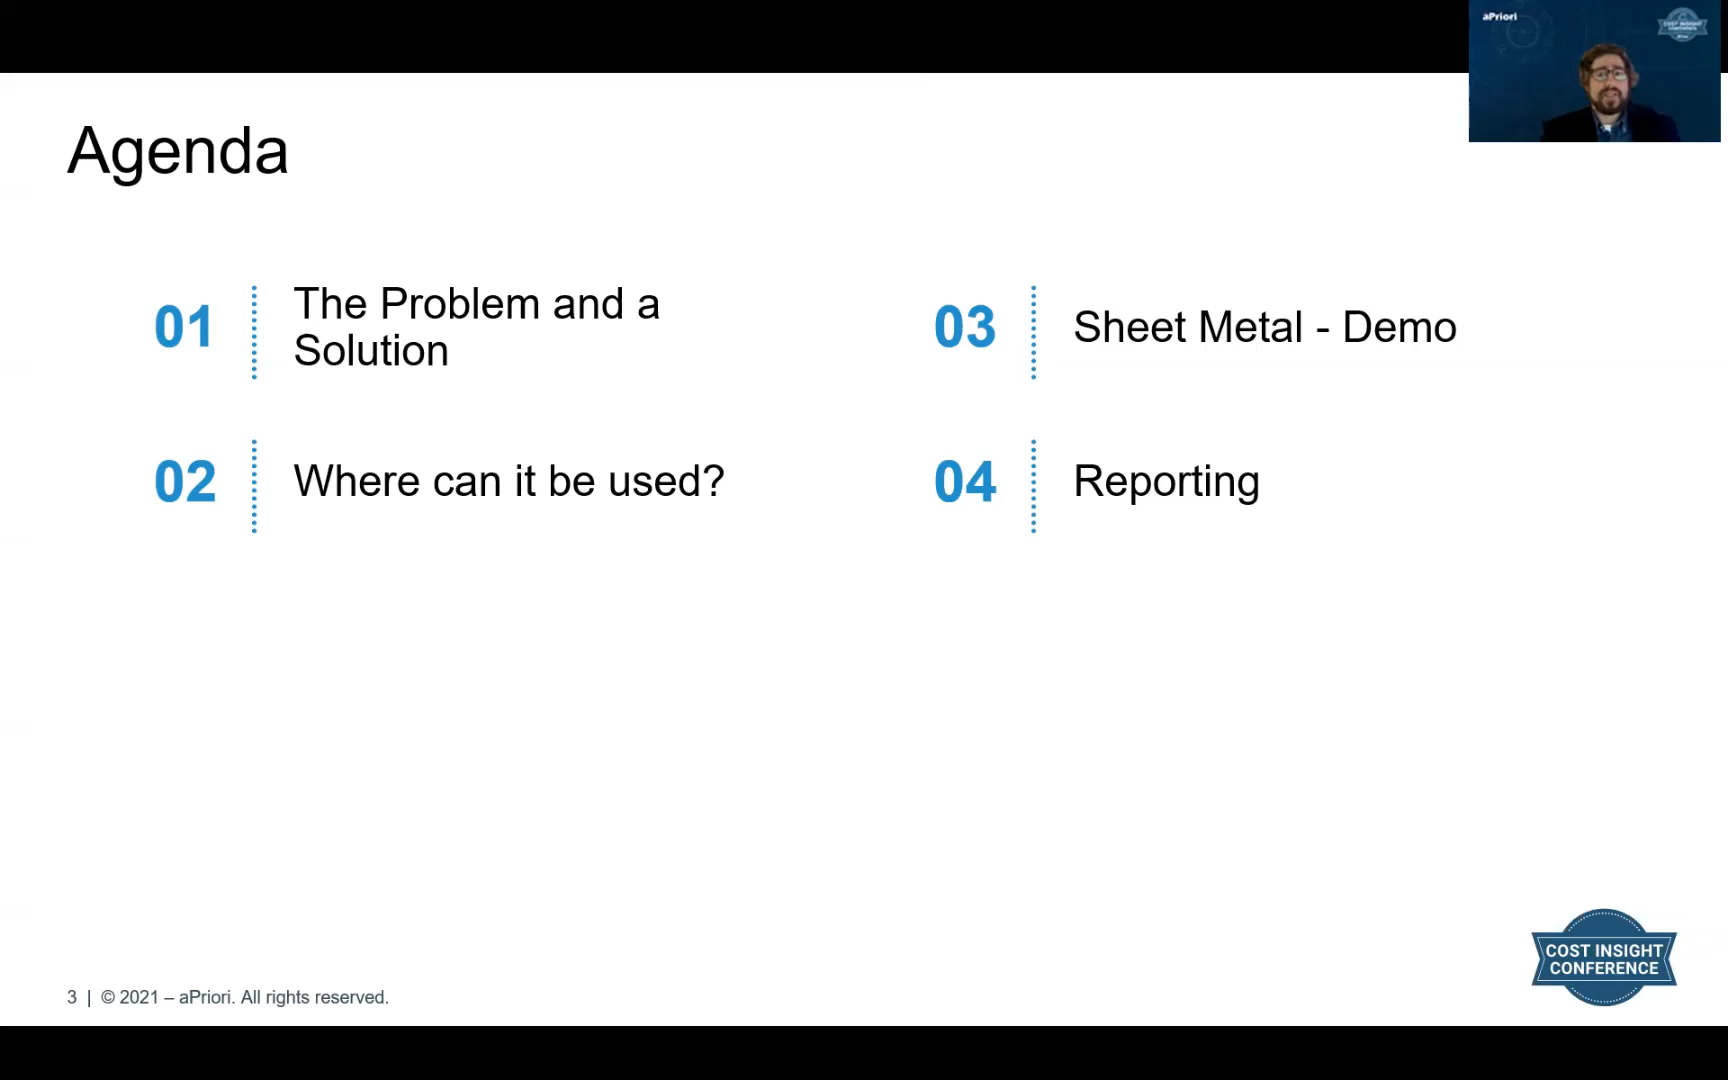 aPriori
Agenda
01
The Problem and a
Solution
02
Where can it be used?
03
Sheet Metal - Demo
04
Reporting
COST INSIGHT
CONFERENCE
3 | © 2021 – aPriori. All rights reserved.